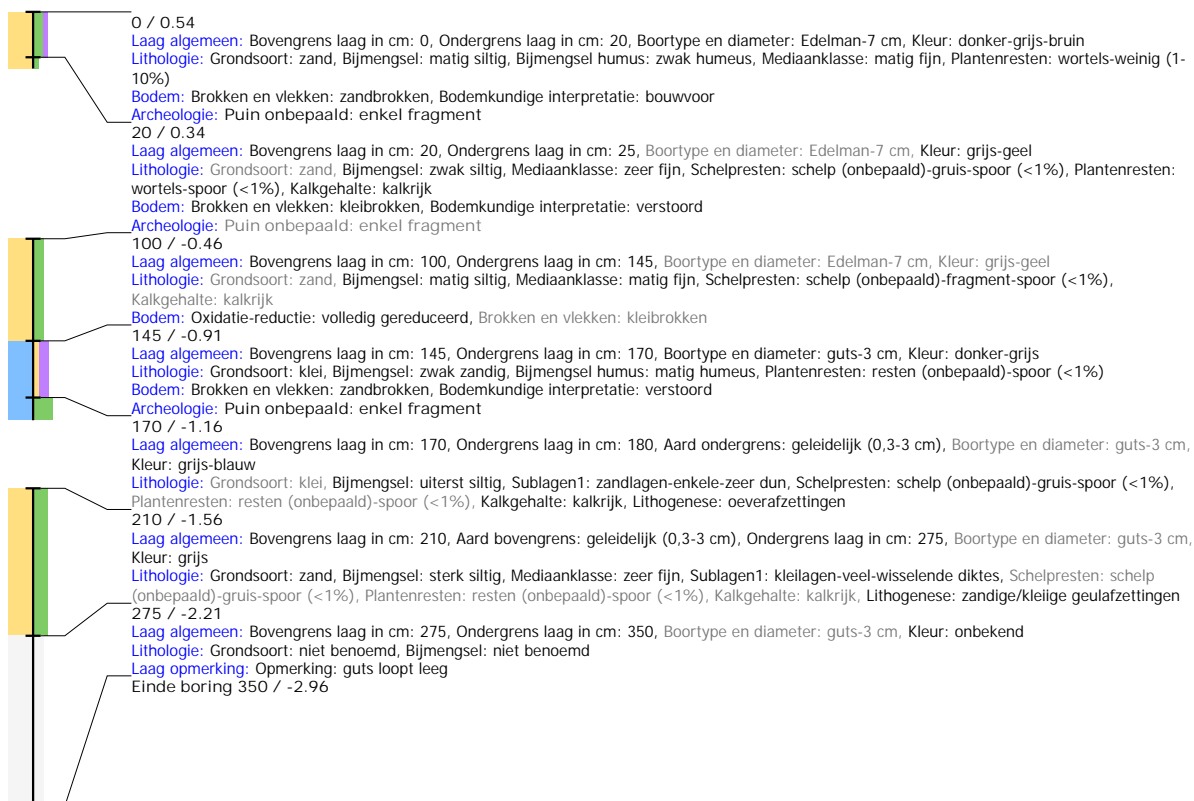 0 / 0.54
Laag algemeen: Bovengrens laag in cm: 0, Ondergrens laag in cm: 20, Boortype en diameter: Edelman-7 cm, Kleur: donker-grijs-bruin
Lithologie: Grondsoort: zand, Bijmengsel: matig siltig, Bijmengsel humus: zwak humeus, Mediaanklasse: matig fijn, Plantenresten: wortels-weinig (1-
10%)
Bodem: Brokken en vlekken: zandbrokken, Bodemkundige interpretatie: bouwvoor
Archeologie: Puin onbepaald: enkel fragment
20 / 0.34
Laag algemeen: Bovengrens laag in cm: 20, Ondergrens laag in cm: 25, Boortype en diameter: Edelman-7 cm, Kleur: grijs-geel
Lithologie: Grondsoort: zand, Bijmengsel: zwak siltig, Mediaanklasse: zeer fijn, Schelpresten: schelp (onbepaald)-gruis-spoor (<1%), Plantenresten:
wortels-spoor (<1%), Kalkgehalte: kalkrijk
Bodem: Brokken en vlekken: kleibrokken, Bodemkundige interpretatie: verstoord
Archeologie: Puin onbepaald: enkel fragment
100 / -0.46
Laag algemeen: Bovengrens laag in cm: 100, Ondergrens laag in cm: 145, Boortype en diameter: Edelman-7 cm, Kleur: grijs-geel
Lithologie: Grondsoort: zand, Bijmengsel: matig siltig, Mediaanklasse: matig fijn, Schelpresten: schelp (onbepaald)-fragment-spoor (<1%),
Kalkgehalte: kalkrijk
Bodem: Oxidatie-reductie: volledig gereduceerd, Brokken en vlekken: kleibrokken
145 / -0.91
Laag algemeen: Bovengrens laag in cm: 145, Ondergrens laag in cm: 170, Boortype en diameter: guts-3 cm, Kleur: donker-grijs
Lithologie: Grondsoort: klei, Bijmengsel: zwak zandig, Bijmengsel humus: matig humeus, Plantenresten: resten (onbepaald)-spoor (<1%)
Bodem: Brokken en vlekken: zandbrokken, Bodemkundige interpretatie: verstoord
Archeologie: Puin onbepaald: enkel fragment
170 / -1.16
Laag algemeen: Bovengrens laag in cm: 170, Ondergrens laag in cm: 180, Aard ondergrens: geleidelijk (0,3-3 cm), Boortype en diameter: guts-3 cm,
Kleur: grijs-blauw
Lithologie: Grondsoort: klei, Bijmengsel: uiterst siltig, Sublagen1: zandlagen-enkele-zeer dun, Schelpresten: schelp (onbepaald)-gruis-spoor (<1%),
Plantenresten: resten (onbepaald)-spoor (<1%), Kalkgehalte: kalkrijk, Lithogenese: oeverafzettingen
210 / -1.56
Laag algemeen: Bovengrens laag in cm: 210, Aard bovengrens: geleidelijk (0,3-3 cm), Ondergrens laag in cm: 275, Boortype en diameter: guts-3 cm,
Kleur: grijs
Lithologie: Grondsoort: zand, Bijmengsel: sterk siltig, Mediaanklasse: zeer fijn, Sublagen1: kleilagen-veel-wisselende diktes, Schelpresten: schelp
(onbepaald)-gruis-spoor (<1%), Plantenresten: resten (onbepaald)-spoor (<1%), Kalkgehalte: kalkrijk, Lithogenese: zandige/kleiige geulafzettingen
275 / -2.21
Laag algemeen: Bovengrens laag in cm: 275, Ondergrens laag in cm: 350, Boortype en diameter: guts-3 cm, Kleur: onbekend
Lithologie: Grondsoort: niet benoemd, Bijmengsel: niet benoemd
Laag opmerking: Opmerking: guts loopt leeg
Einde boring 350 / -2.96